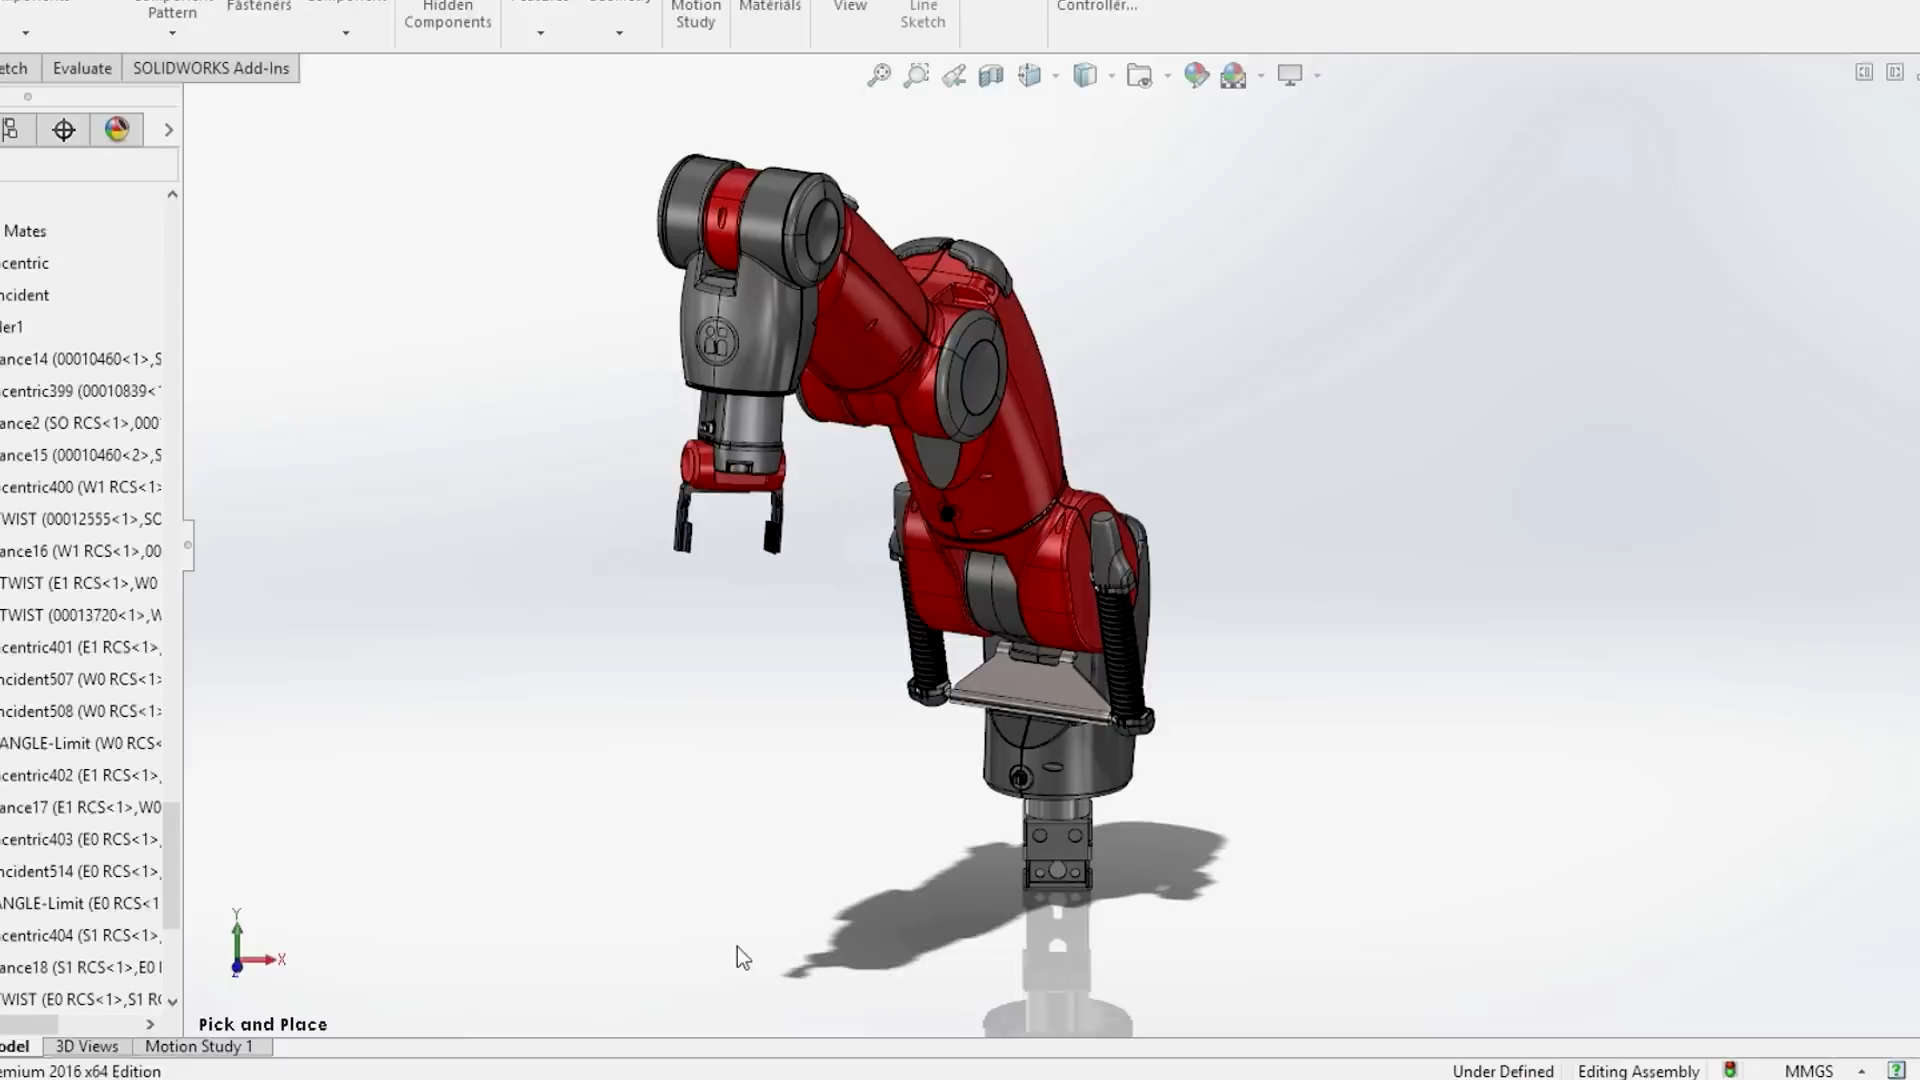 Pattern
Fasteners
Hidden
Components
Motion
Study
Materials
View
Line
Sketch
Controller...
etch
Evaluate
SOLIDWORKS Add-Ins
Mates
centric
ncident
ler1
ance14 (00010460<1>,S
centric399 (00010839<
ance2 (SO RCS<1>,000
ance15 (00010460<2>,S
centric400 (W1 RCS<1>
WIST (00012555<1>,SC
ance16 (W1 RCS<1>,00
TWIST (E1 RCS<1>,W0
TWIST (00013720<1>,W
centric401 (E1 RCS<1>,
ncident507 (W0 RCS<1>
ncident508 (W0 RCS<1>
ANGLE-Limit (W0 RCS<
centric402 (E1 RCS<1>,
ance17 (E1 RCS<1>,W0
centric403 (E0 RCS<1>,
ncident514 (E0 RCS<1>,
ANGLE-Limit (E0 RCS<1
centric404 (S1 RCS<1>,
ance18 (S1 RCS<1>,E0
WIST (E0 RCS<1>,S1 R
Y
X
Z
Pick and Place
odel
3D Views
Motion Study 1
emium 2016 x64 Edition
Under Defined
Editing Assembly
MMGS